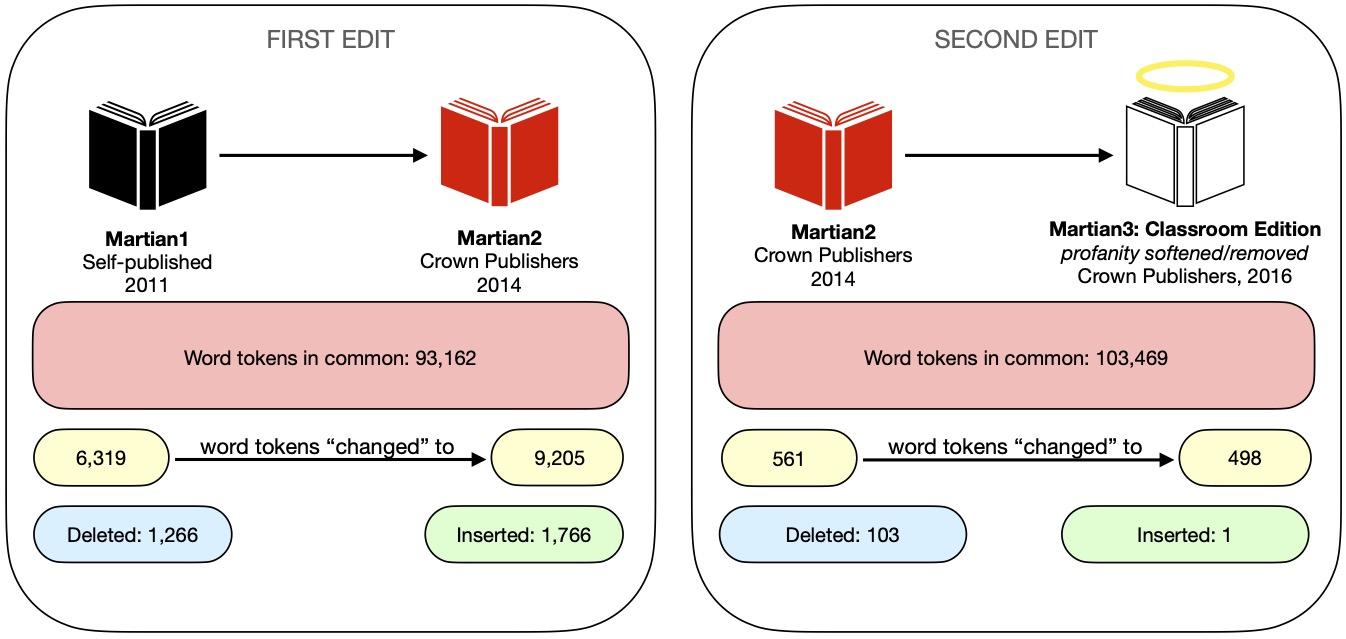 FIRST EDIT
Martian1
Self-published
2011
Martian2
Crown Publishers
2014
Word tokens in common: 93,162
6,319
word tokens “changed” to
9,205
Deleted: 1,266
Inserted: 1,766
SECOND EDIT
Martian2
Crown Publishers
2014
Martian3: Classroom Edition
profanity softened/removed
Crown Publishers, 2016
Word tokens in common: 103,469
561
word tokens “changed” to
498
Deleted: 103
Inserted: 1